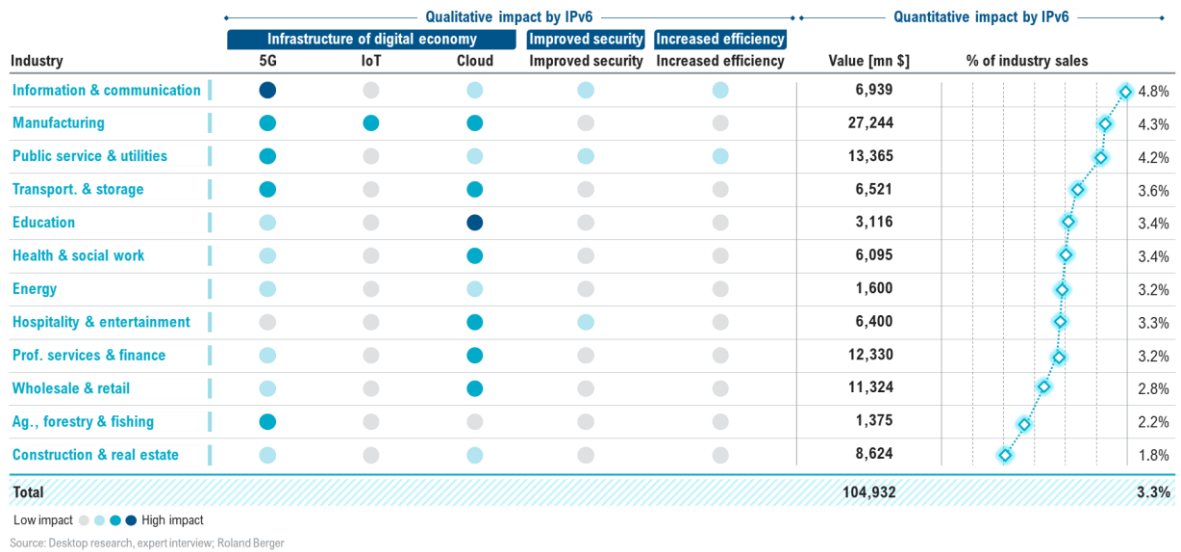 Qualitative impact by IPv6 Quantitative impact by IPv6
Infrastructure of digital economy Improved security Increased efficiency
Industry 5G IoT Cloud Improved security Increased efficiency Value [mn $] % of industry sales
Information & communication 6,939 4.8%
Manufacturing 27,244 4.3%
Public service & utilities 13,365 4.2%
Transport. & storage 6,521 3.6%
Education 3,116 3.4%
Health & social work 6,095 3.4%
Energy 1,600 3.2%
Hospitality & entertainment 6,400 3.3%
Prof. services & finance 12,330 3.2%
Wholesale & retail 11,324 2.8%
Ag., forestry & fishing 1,375 2.2%
Construction & real estate 8,624 1.8%
Total 104,932 3.3%
Low impact High impact
Source: Desktop research, expert interview; Roland Berger